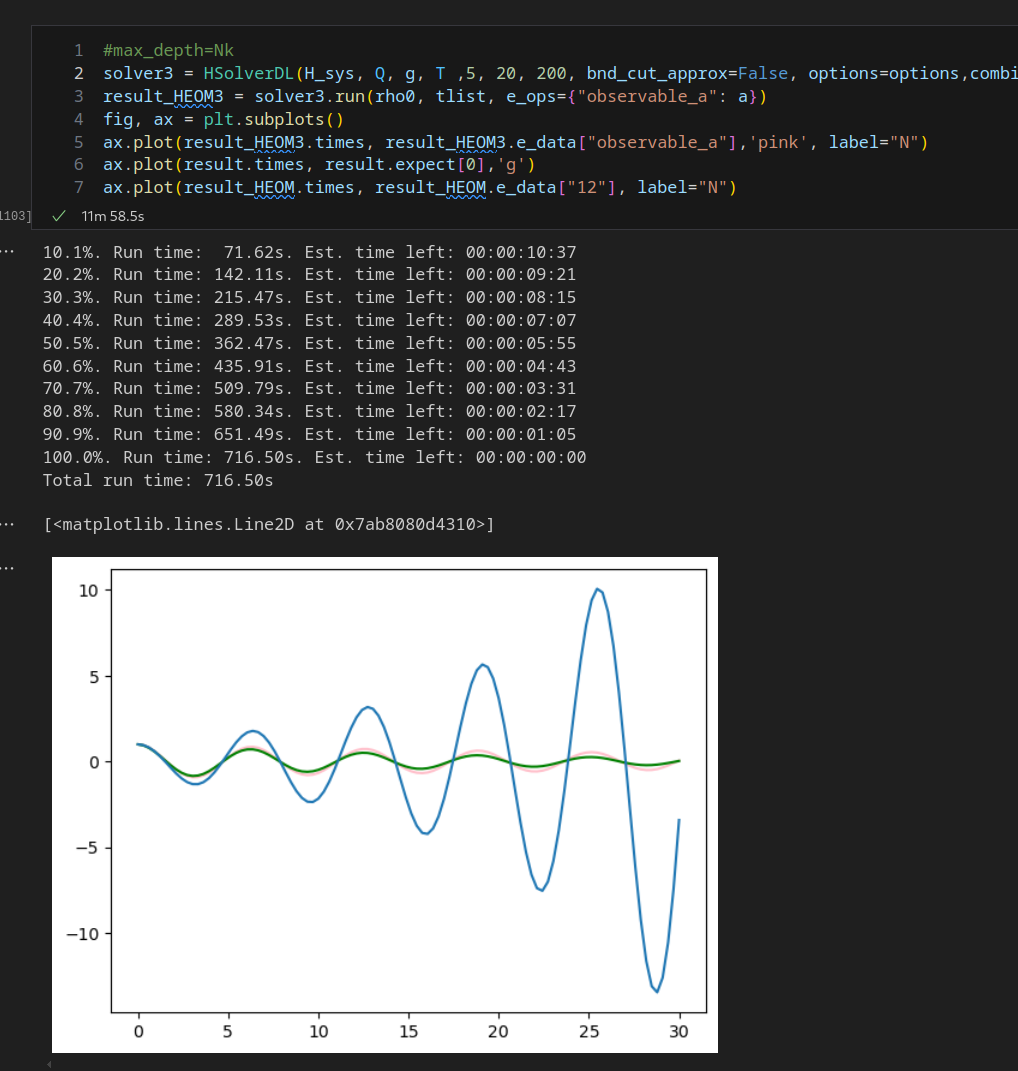 1 #max_depth=Nk
2 solver3 = HSolverDL(H_sys, Q, g, T ,5, 20, 200, bnd_cut_approx=False, options=options,combi
3 result_HEOM3 = solver3.run(rho0, tlist, e_ops={"observable_a": a})
4 fig, ax = plt.subplots()
5 ax.plot(result_HEOM3.times, result_HEOM3.e_data["observable_a"],'pink', label="N")
6 ax.plot(result.times, result.expect[0],'g')
7 ax.plot(result_HEOM.times, result_HEOM.e_data["12"], label="N")
1103] ✓ 11m 58.5s
... 10.1%. Run time:  71.62s. Est. time left: 00:00:10:37
20.2%. Run time: 142.11s. Est. time left: 00:00:09:21
30.3%. Run time: 215.47s. Est. time left: 00:00:08:15
40.4%. Run time: 289.53s. Est. time left: 00:00:07:07
50.5%. Run time: 362.47s. Est. time left: 00:00:05:55
60.6%. Run time: 435.91s. Est. time left: 00:00:04:43
70.7%. Run time: 509.79s. Est. time left: 00:00:03:31
80.8%. Run time: 580.34s. Est. time left: 00:00:02:17
90.9%. Run time: 651.49s. Est. time left: 00:00:01:05
100.0%. Run time: 716.50s. Est. time left: 00:00:00:00
Total run time: 716.50s
... [<matplotlib.lines.Line2D at 0x7ab8080d4310>]
...
10
5
0
−5
−10
0 5 10 15 20 25 30